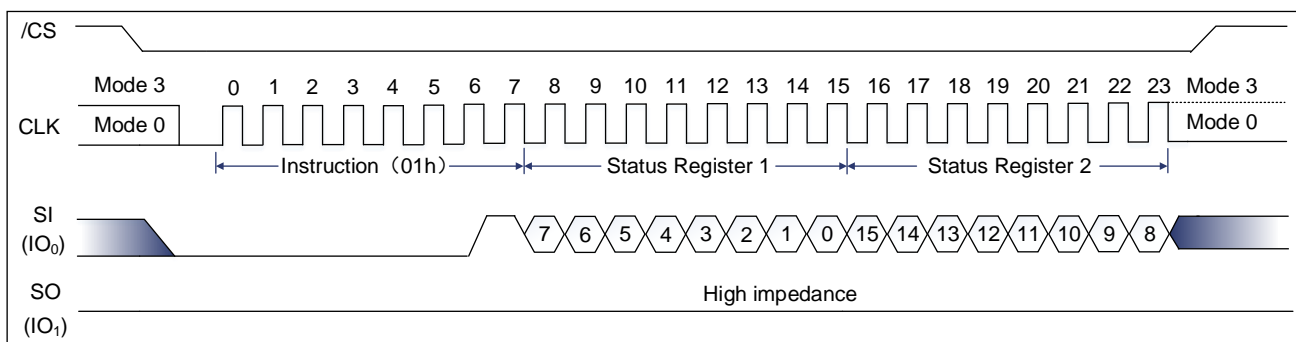 /CS
Mode 3 0 1 2 3 4 5 6 7 8 9 10 11 12 13 14 15 16 17 18 19 20 21 22 23 Mode 3
CLK Mode 0 Mode 0
Instruction（01h） Status Register 1 Status Register 2
SI
(IO₀) 7 6 5 4 3 2 1 0 15 14 13 12 11 10 9 8
SO High impedance
(IO₁)